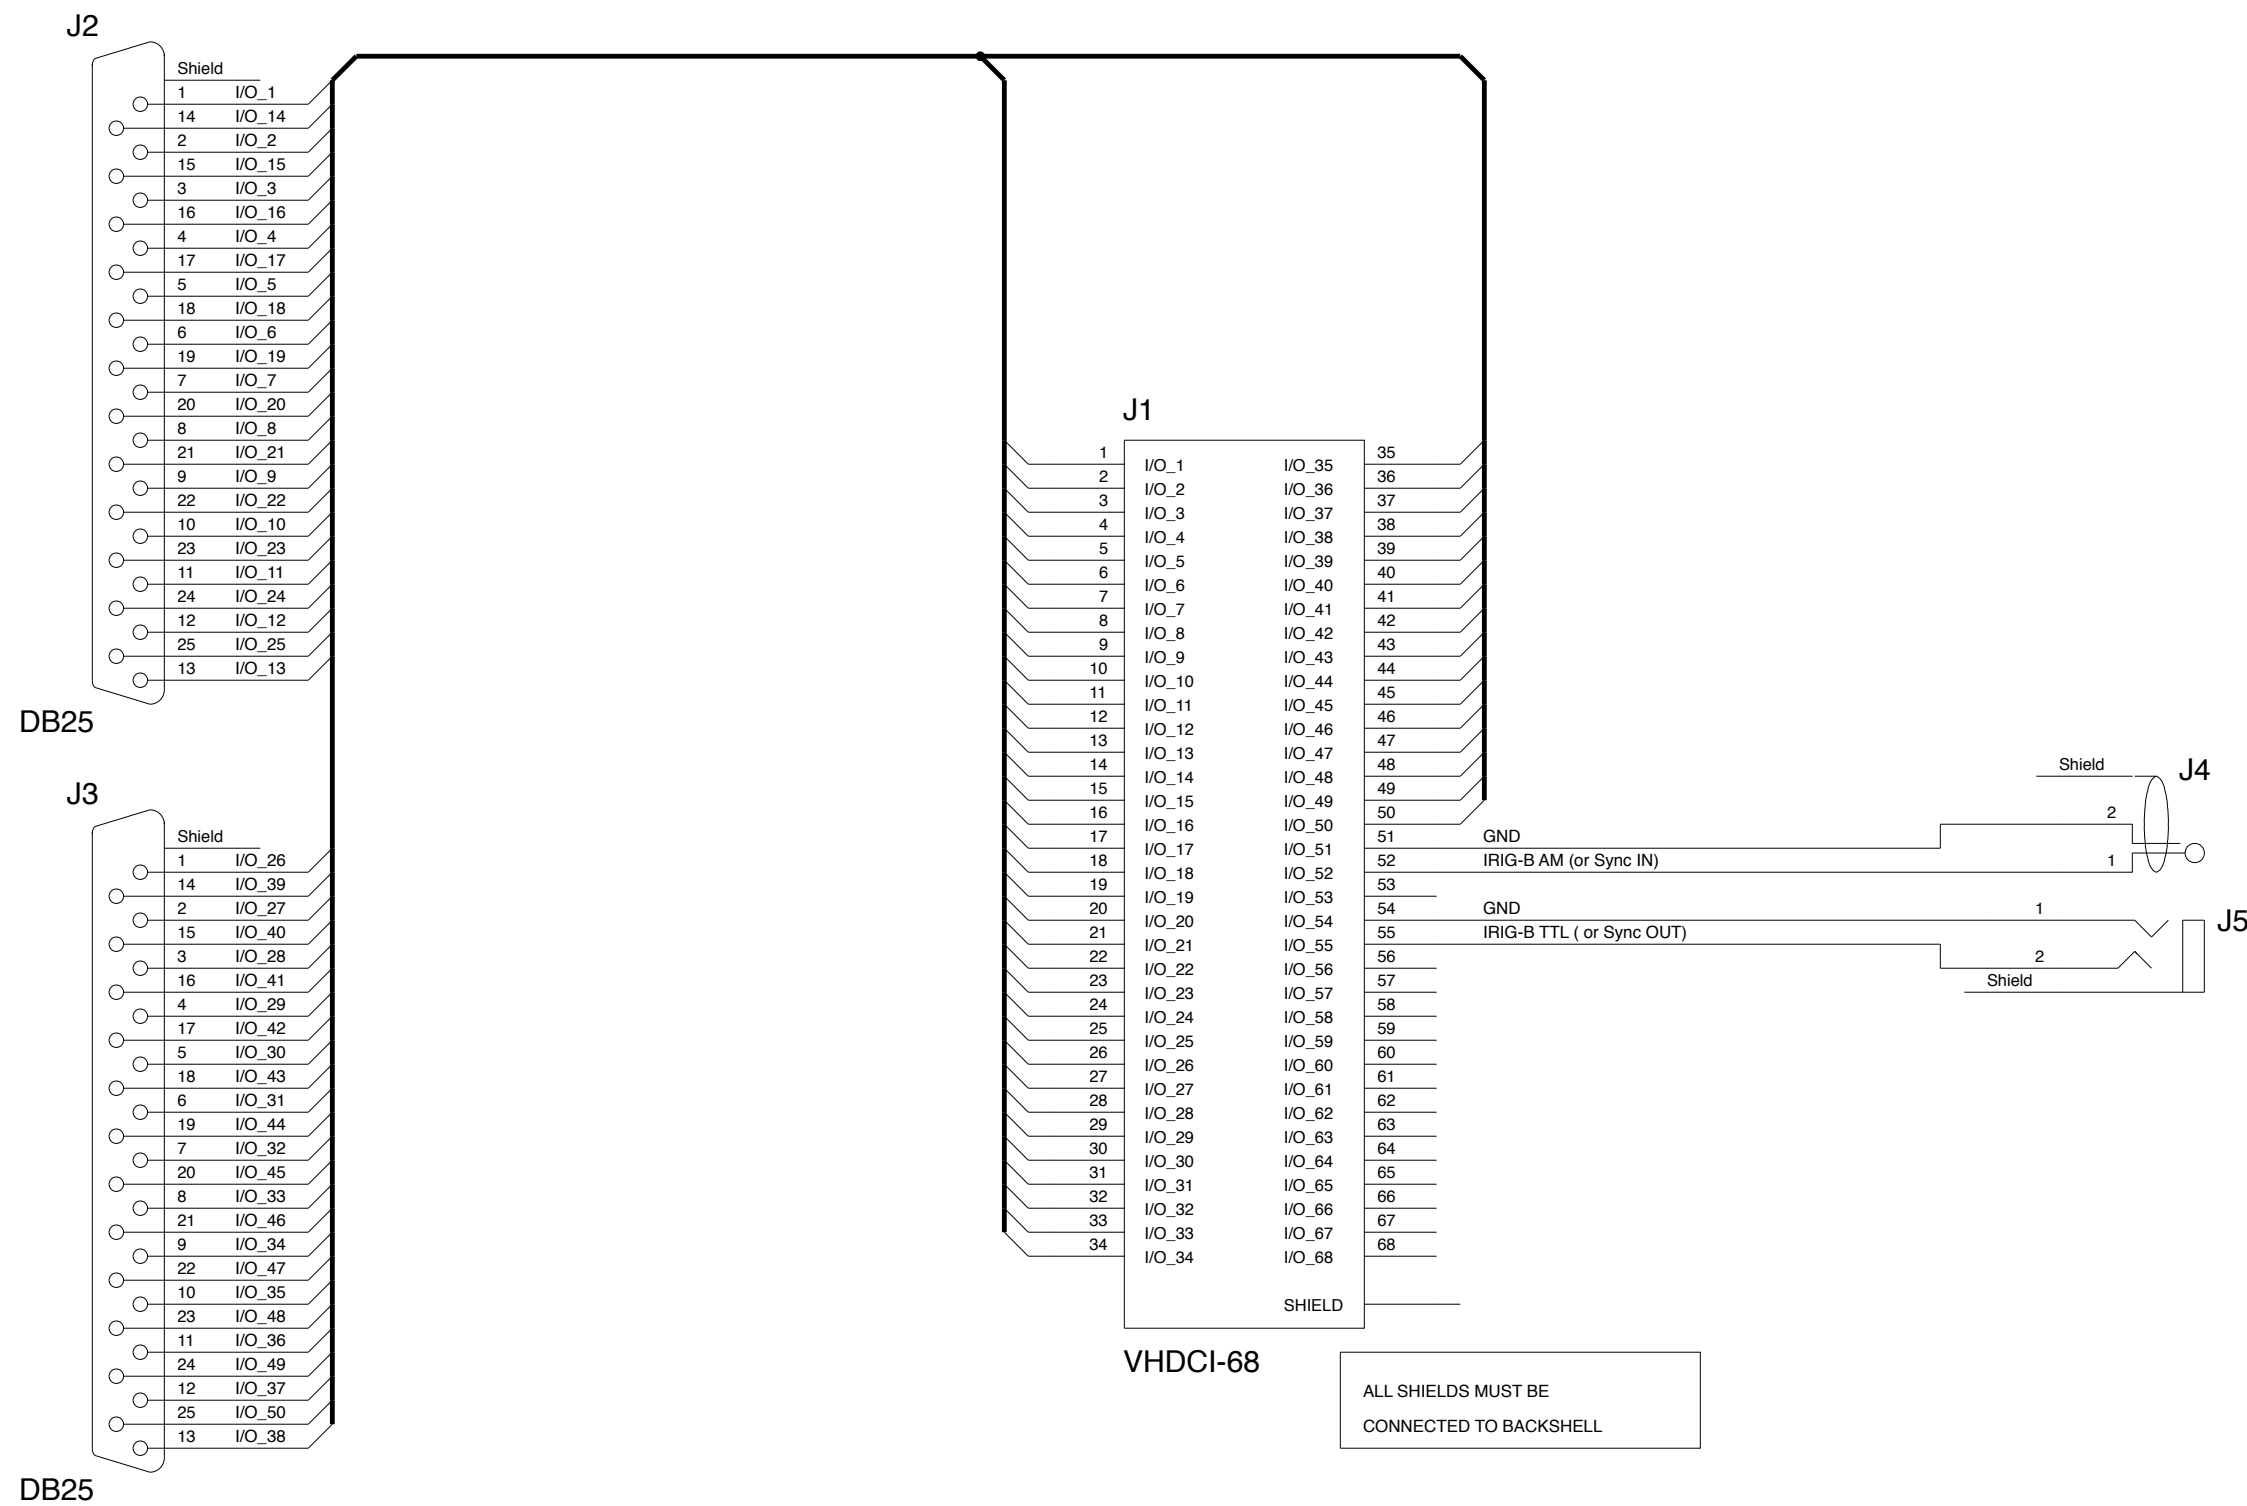 J2
Shield
1 I/O_1
14 I/O_14
2 I/O_2
15 I/O_15
3 I/O_3
16 I/O_16
4 I/O_4
17 I/O_17
5 I/O_5
18 I/O_18
6 I/O_6
19 I/O_19
7 I/O_7
20 I/O_20
8 I/O_8
21 I/O_21
9 I/O_9
22 I/O_22
10 I/O_10
23 I/O_23
11 I/O_11
24 I/O_24
12 I/O_12
25 I/O_25
13 I/O_13
DB25
J3
Shield
1 I/O_26
14 I/O_39
2 I/O_27
15 I/O_40
3 I/O_28
16 I/O_41
4 I/O_29
17 I/O_42
5 I/O_30
18 I/O_43
6 I/O_31
19 I/O_44
7 I/O_32
20 I/O_45
8 I/O_33
21 I/O_46
9 I/O_34
22 I/O_47
10 I/O_35
23 I/O_48
11 I/O_36
24 I/O_49
12 I/O_37
25 I/O_50
13 I/O_38
DB25
J1
1 I/O_1 I/O_35 35
2 I/O_2 I/O_36 36
3 I/O_3 I/O_37 37
4 I/O_4 I/O_38 38
5 I/O_5 I/O_39 39
6 I/O_6 I/O_40 40
7 I/O_7 I/O_41 41
8 I/O_8 I/O_42 42
9 I/O_9 I/O_43 43
10 I/O_10 I/O_44 44
11 I/O_11 I/O_45 45
12 I/O_12 I/O_46 46
13 I/O_13 I/O_47 47
14 I/O_14 I/O_48 48
15 I/O_15 I/O_49 49
16 I/O_16 I/O_50 50
17 I/O_17 I/O_51 51 GND
18 I/O_18 I/O_52 52 IRIG-B AM (or Sync IN)
19 I/O_19 I/O_53 53
20 I/O_20 I/O_54 54 GND
21 I/O_21 I/O_55 55 IRIG-B TTL ( or Sync OUT)
22 I/O_22 I/O_56 56
23 I/O_23 I/O_57 57
24 I/O_24 I/O_58 58
25 I/O_25 I/O_59 59
26 I/O_26 I/O_60 60
27 I/O_27 I/O_61 61
28 I/O_28 I/O_62 62
29 I/O_29 I/O_63 63
30 I/O_30 I/O_64 64
31 I/O_31 I/O_65 65
32 I/O_32 I/O_66 66
33 I/O_33 I/O_67 67
34 I/O_34 I/O_68 68
SHIELD
VHDCI-68
Shield J4
2
1
1 J5
2
Shield
ALL SHIELDS MUST BE
CONNECTED TO BACKSHELL